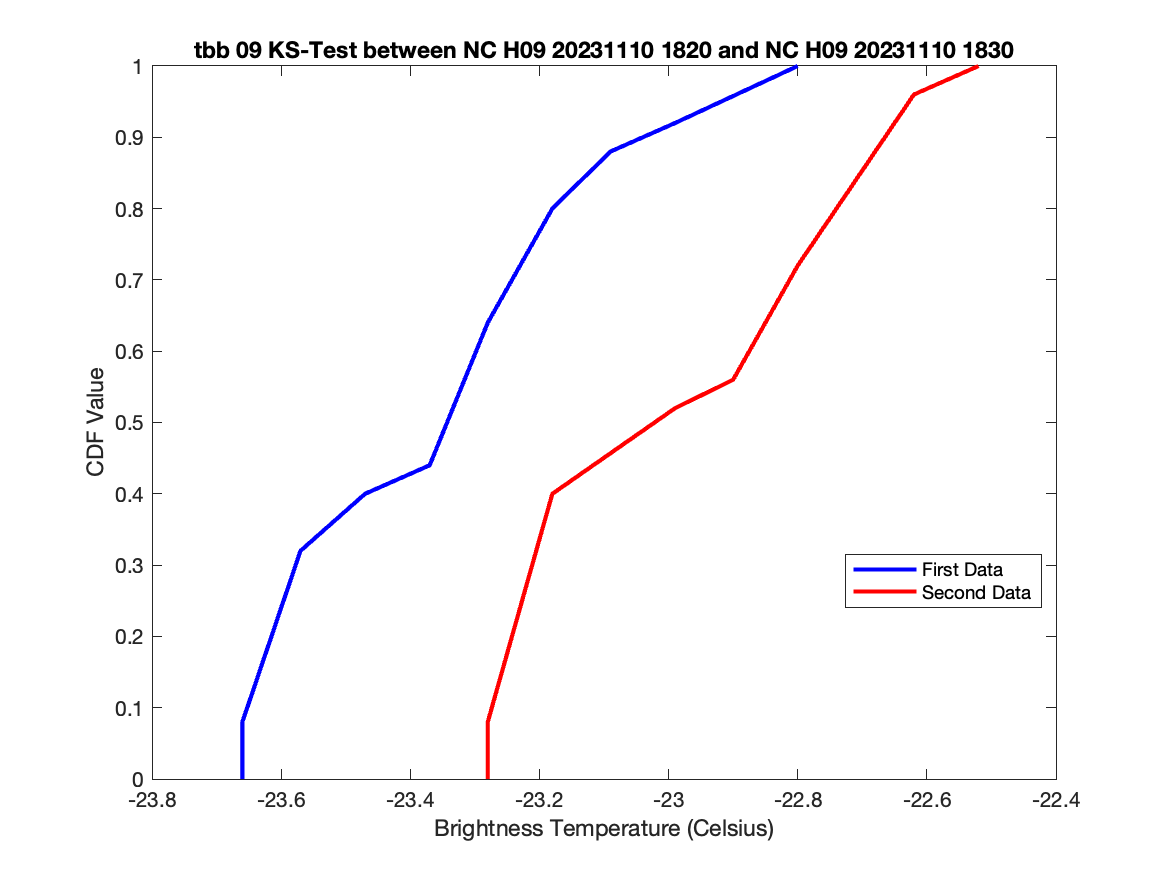 tbb 09 KS-Test between NC H09 20231110 1820 and NC H09 20231110 1830
1
0.9
0.8
0.7
0.6
0.5
0.4
0.3
0.2
0.1
0
CDF Value
First Data
Second Data
-23.8 -23.6 -23.4 -23.2 -23 -22.8 -22.6 -22.4
Brightness Temperature (Celsius)